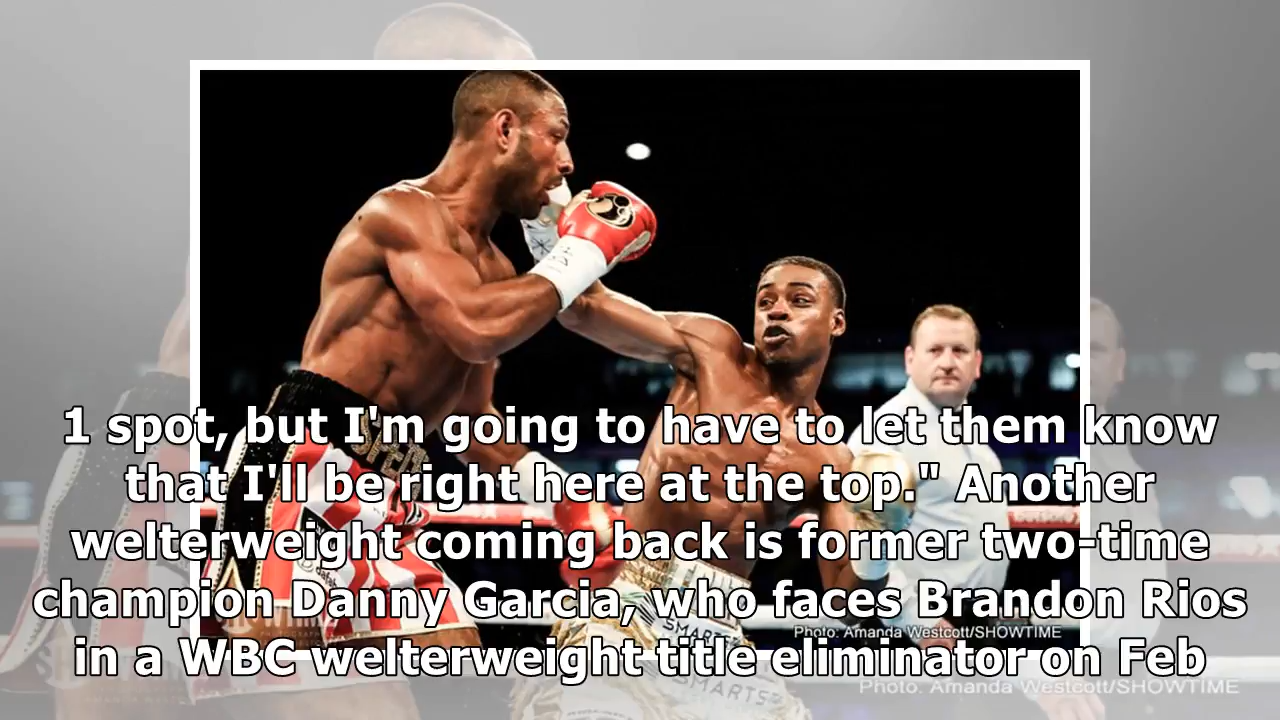 1 spot, but I'm going to have to let them know
that I'll be right here at the top." Another
welterweight coming back is former two-time
champion Danny Garcia, who faces Brandon Rios
in a WBC welterweight title eliminator on Feb
Photo: Amanda Westcott/SHOWTIME
Photo: Amanda Westcott/SHOWTIME